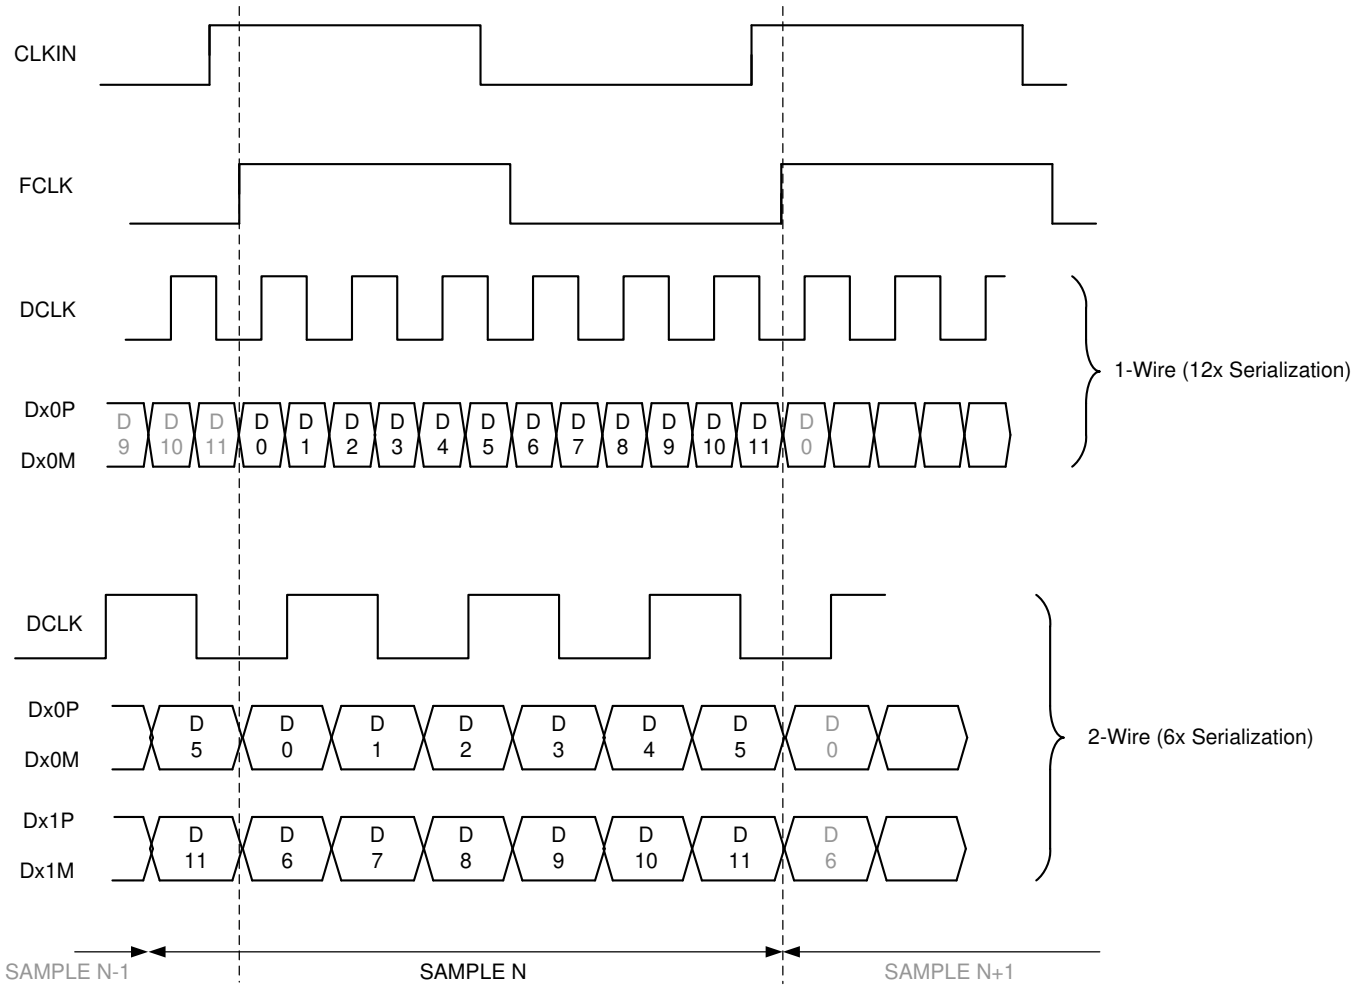 CLKIN
FCLK
DCLK
1-Wire (12x Serialization)
Dx0P
D D D D D D D D D D D D D D D D
9 10 11 0 1 2 3 4 5 6 7 8 9 10 11 0
Dx0M
DCLK
Dx0P
D D D D D D D D
5 0 1 2 3 4 5 0
Dx0M
2-Wire (6x Serialization)
Dx1P
D D D D D D D D
11 6 7 8 9 10 11 6
Dx1M
SAMPLE N-1 SAMPLE N SAMPLE N+1